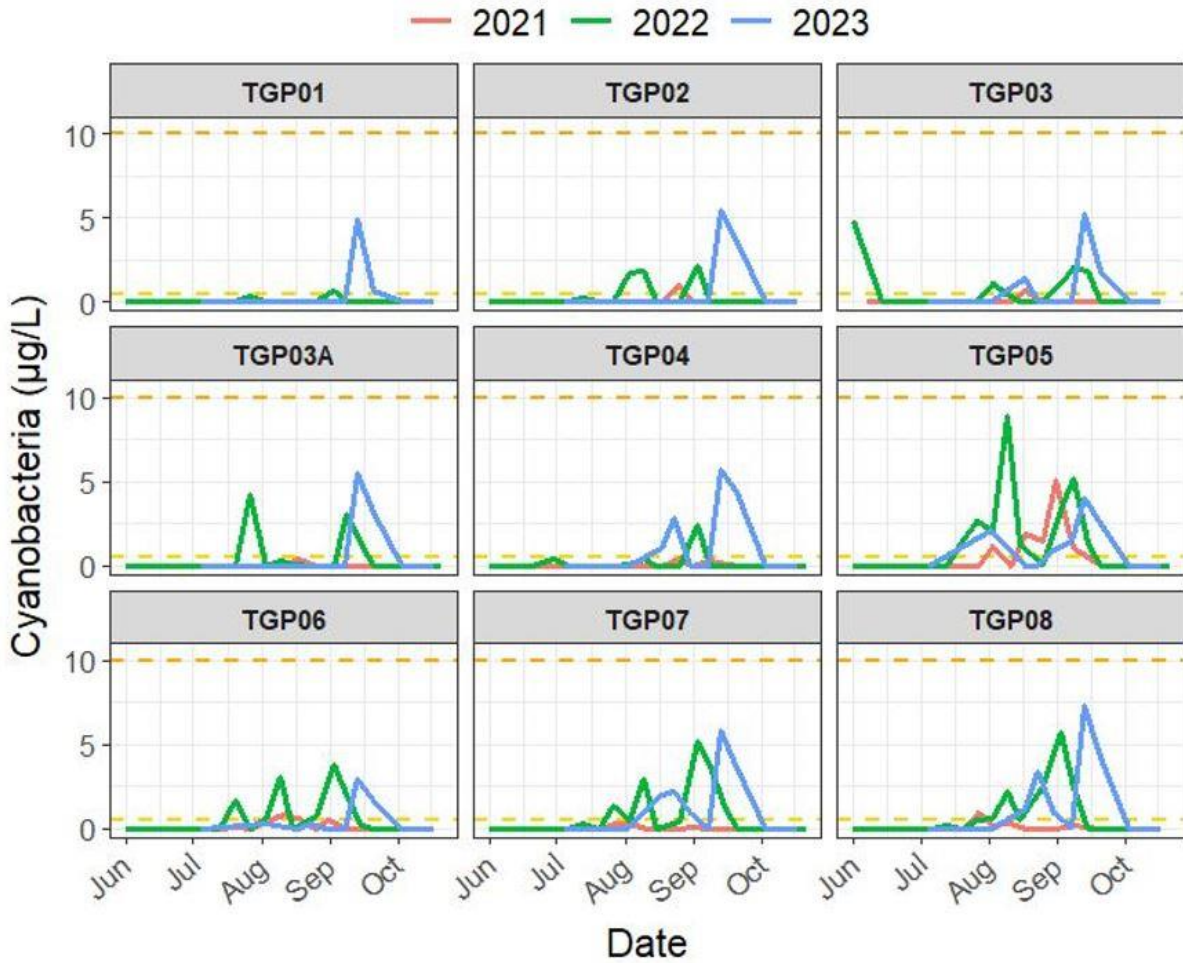 2021 2022 2023
TGP01 TGP02 TGP03
10
5
0
TGP03A TGP04 TGP05
10
5
0
TGP06 TGP07 TGP08
10
5
0
Cyanobacteria (µg/L)
Jun Jul Aug Sep Oct Jun Jul Aug Sep Oct Jun Jul Aug Sep Oct
Date